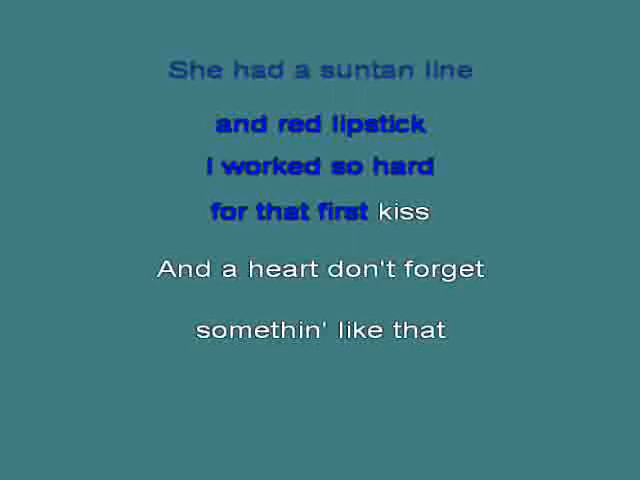 She had a suntan line
and red lipstick
I worked so hard
for that first kiss
And a heart don't forget
somethin' like that